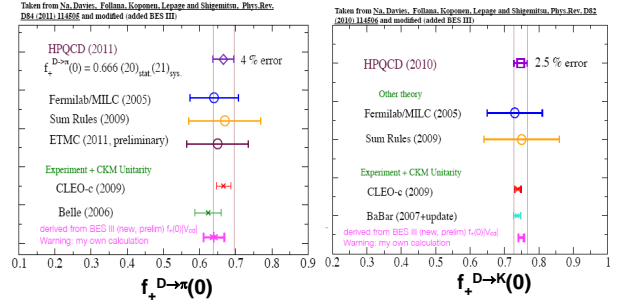 Taken from Na, Davies, Follana, Koponen, Lepage and Shigemitsu, Phys.Rev.
D84 (2011) 114505 and modified (added BES III)
HPQCD (2011)
f₊^D→π(0) = 0.666 (20)stat.(21)sys.
4 % error
Fermilab/MILC (2005)
Sum Rules (2009)
ETMC (2011, preliminary)
Experiment + CKM Unitarity
CLEO-c (2009)
Belle (2006)
derived from BES III (new, prelim) f₊(0)|Vcd|
Warning: my own calculation
0.1 0.2 0.3 0.4 0.5 0.6 0.7 0.8 0.9
f₊^D→π(0)
Taken from Na, Davies, Follana, Koponen, Lepage and Shigemitsu, Phys.Rev. D82
(2010) 114506 and modified (added BES III)
HPQCD (2010)
2.5 % error
Other theory
Fermilab/MILC (2005)
Sum Rules (2009)
Experiment + CKM Unitarity
CLEO-c (2009)
BaBar (2007+update)
derived from BES III (new, prelim) f₊(0)|Vcq|
Warning: my own calculation
0.2 0.3 0.4 0.5 0.6 0.7 0.8 0.9 1
f₊^D→K(0)